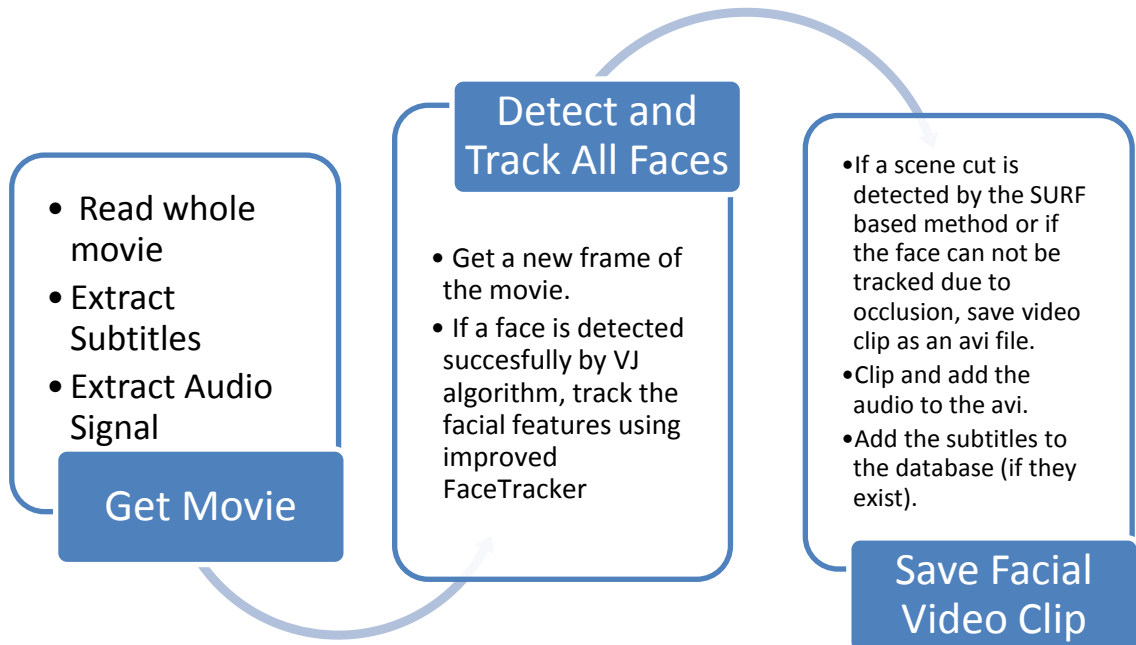 • Read whole
movie
• Extract
Subtitles
• Extract Audio
Signal
Get Movie
Detect and
Track All Faces
• Get a new frame of
the movie.
• If a face is detected
succesfully by VJ
algorithm, track the
facial features using
improved
FaceTracker
•If a scene cut is
detected by the SURF
based method or if
the face can not be
tracked due to
occlusion, save video
clip as an avi file.
•Clip and add the
audio to the avi.
•Add the subtitles to
the database (if they
exist).
Save Facial
Video Clip